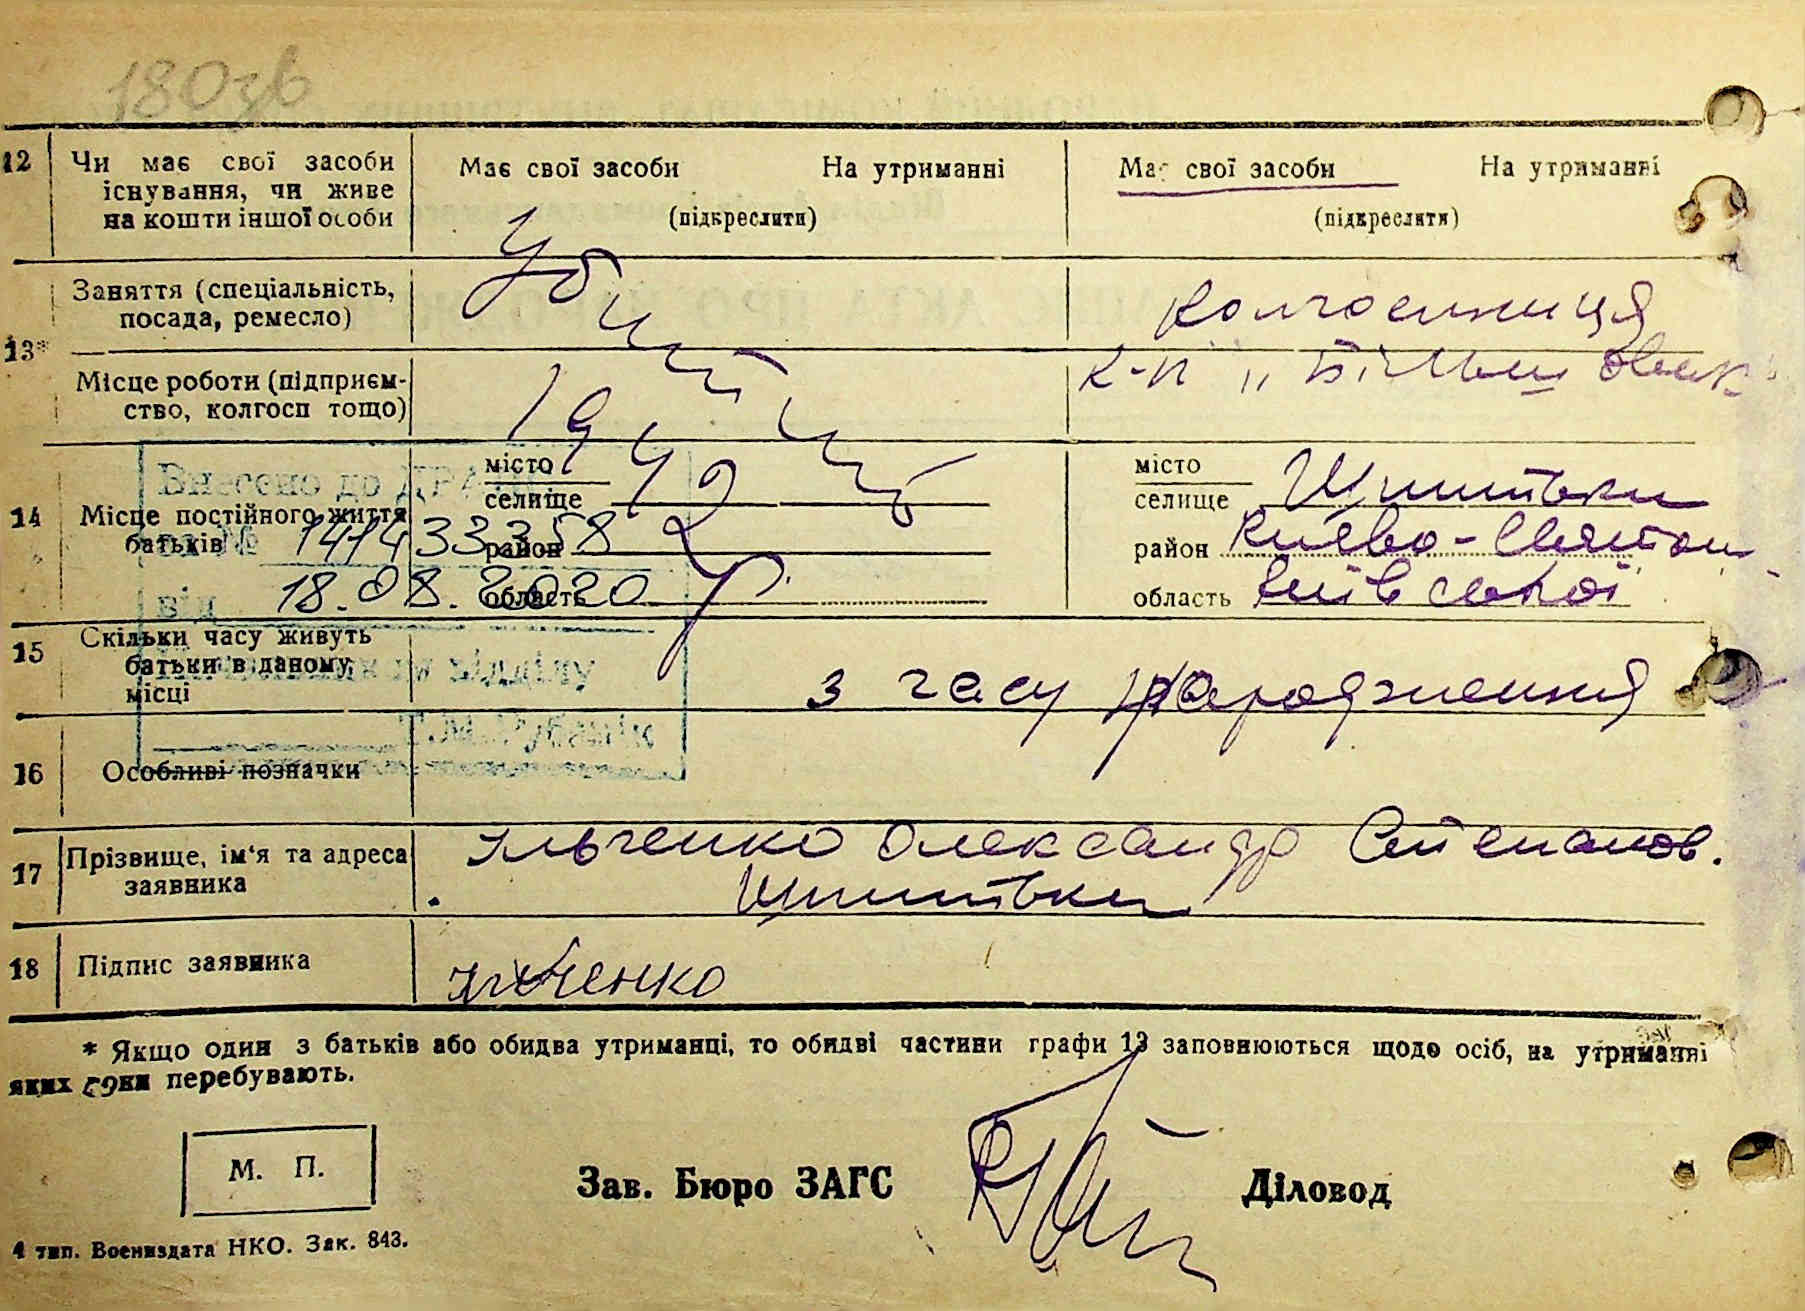 180зв
12 Чи має свої засоби існування, чи живе на кошти іншої особи
Має свої засоби На утриманні
(підкреслити)
Має свої засоби На утриманні
(підкреслити)
13* Заняття (спеціальність, посада, ремесло)
Убитий
1942 р.
колгоспниця
Місце роботи (підприємство, колгосп тощо)
к-п "Більшовик"
14 Місце постійного життя батьків
місто
селище
район
область
місто
селище Шпитьки
район Києво-Святош
область Київської
Внесено до ДРАЦС
за № 141433358
від 18.08.2020
відділу
15 Скільки часу живуть батьки в даному місці
з часу народження
16 Особливі позначки
17 Прізвище, ім'я та адреса заявника
Ільченко Олександр Степанов.
Шпитьки
18 Підпис заявника
Ільченко
* Якщо один з батьків або обидва утриманці, то обидві частини графи 13 заповнюються щодо осіб, на утриманні
яких вони перебувають.
М. П.
Зав. Бюро ЗАГС
Діловод
4 тип. Воениздата НКО. Зак. 843.